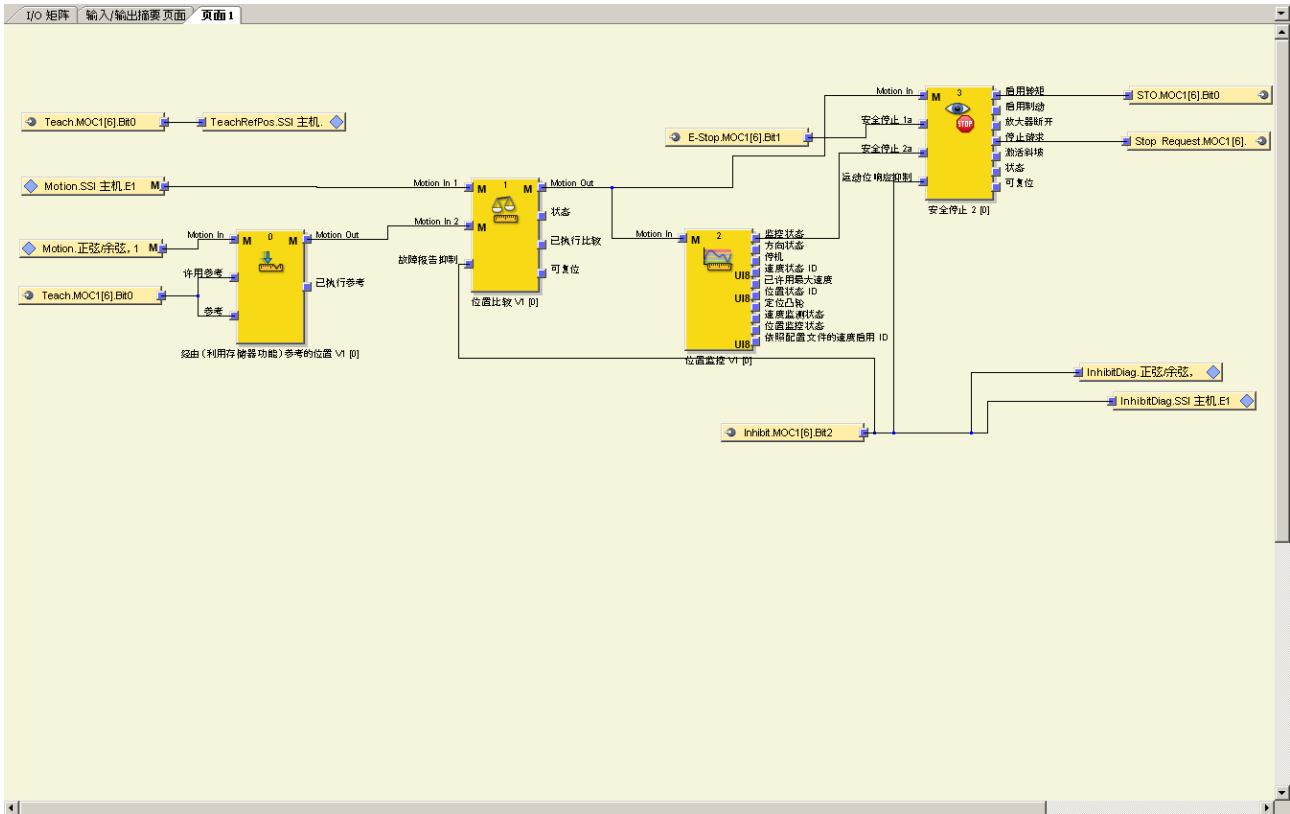 I/O 矩阵
输入/输出摘要页面
页面 1
Teach.MOC1[6].Bit0
TeachRefPos.SSI 主机.
Motion.SSI 主机.E1 M
Motion.正弦/余弦, 1 M
Teach.MOC1[6].Bit0
Motion In
许用参考
参考
M 0 M
Motion Out
已执行参考
经由(利用存储器功能)参考的位置 V1 [0]
Motion In 1
Motion In 2
故障报告抑制
M 1 M
M
Motion Out
状态
已执行比较
可复位
位置比较 V1 [0]
Motion In
M 2
UI8
UI8
UI8
监控状态
方向状态
停机
速度状态 ID
已许用最大速度
位置状态 ID
定位凸轮
速度监测状态
位置监控状态
依照配置文件的速度启用 ID
位置监控 V1 [0]
E-Stop.MOC1[6].Bit1
Motion In
安全停止 1a
安全停止 2a
运动位响应抑制
M 3
STOP
启用转矩
启用制动
放大器断开
停止请求
激活斜坡
状态
可复位
安全停止 2 [0]
STO.MOC1[6].Bit0
Stop Request.MOC1[6].
Inhibit.MOC1[6].Bit2
InhibitDiag.正弦/余弦,
InhibitDiag.SSI 主机.E1